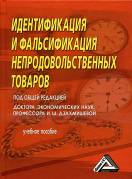 ИДЕНТИФИКАЦИЯ
И ФАЛЬСИФИКАЦИЯ
НЕПРОДОВОЛЬСТВЕННЫХ
ТОВАРОВ
ПОД ОБЩЕЙ РЕДАКЦИЕЙ
ДОКТОРА ЭКОНОМИЧЕСКИХ НАУК,
ПРОФЕССОРА И.Ш. ДЗАХМИШЕВОЙ
учебное пособие